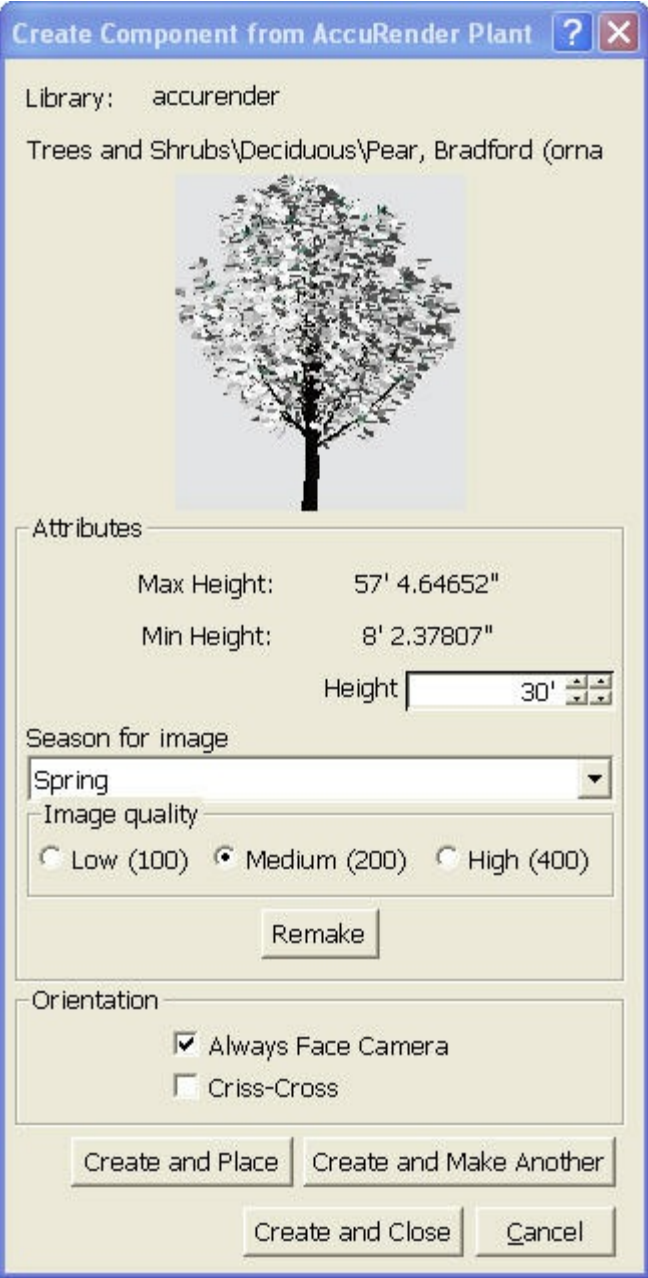 Create Component from AccuRender Plant ?
Library: accurender
Trees and Shrubs\Deciduous\Pear, Bradford (orna
Attributes
Max Height: 57' 4.64652"
Min Height: 8' 2.37807"
Height 30'
Season for image
Spring
Image quality
Low (100) Medium (200) High (400)
Remake
Orientation
Always Face Camera
Criss-Cross
Create and Place Create and Make Another
Create and Close Cancel